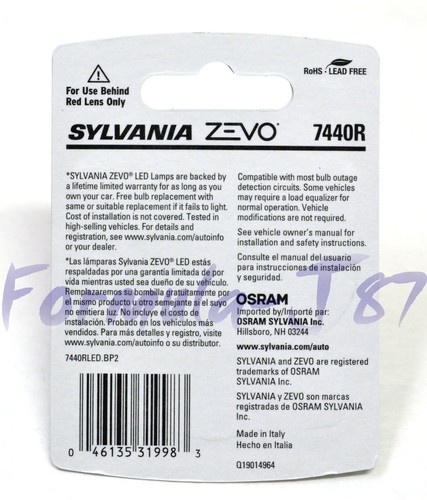 For Use Behind
Red Lens Only
RoHS - LEAD FREE
SYLVANIA ZEVO® 7440R
*SYLVANIA ZEVO® LED Lamps are backed by
a lifetime limited warranty for as long as you
own your car. Free bulb replacement with
same or suitable replacement if it fails to light.
Cost of installation is not covered. Tested in
high-selling vehicles. For details and
registration, see www.sylvania.com/autoinfo
or your dealer.
*Las lámparas Sylvania ZEVO® LED estás
respaldadas por una garantía limitada de por
vida mientras usted sea dueño de su vehículo.
Remplazaremos su bombilla gratuitamente por
el mismo producto o equivalente si el suyo
no emitiera luz. No incluye el costo de
instalación. Probado en los vehículos más
vendidos. Para más detalles y registro, visite
www.sylvania.com/autoinfo o su distribuidor.
7440RLED.BP2
0 46135 31998 3
Compatible with most bulb outage
detection circuits. Some vehicles
may require a load equalizer for
normal operation. Vehicle
modifications are not required.
See vehicle owner's manual for
installation and safety instructions.
Consulte el manual del usuario
para instrucciones de instalación
y seguridad.
OSRAM
Imported by/Importé par:
OSRAM SYLVANIA Inc.
Hillsboro, NH 03244
www.sylvania.com/auto
SYLVANIA and ZEVO are registered
trademarks of OSRAM
SYLVANIA Inc.
SYLVANIA y ZEVO son marcas
registradas de OSRAM SYLVANIA
Inc.
Made in Italy
Hecho en Italia
Q19014964
Formula T87